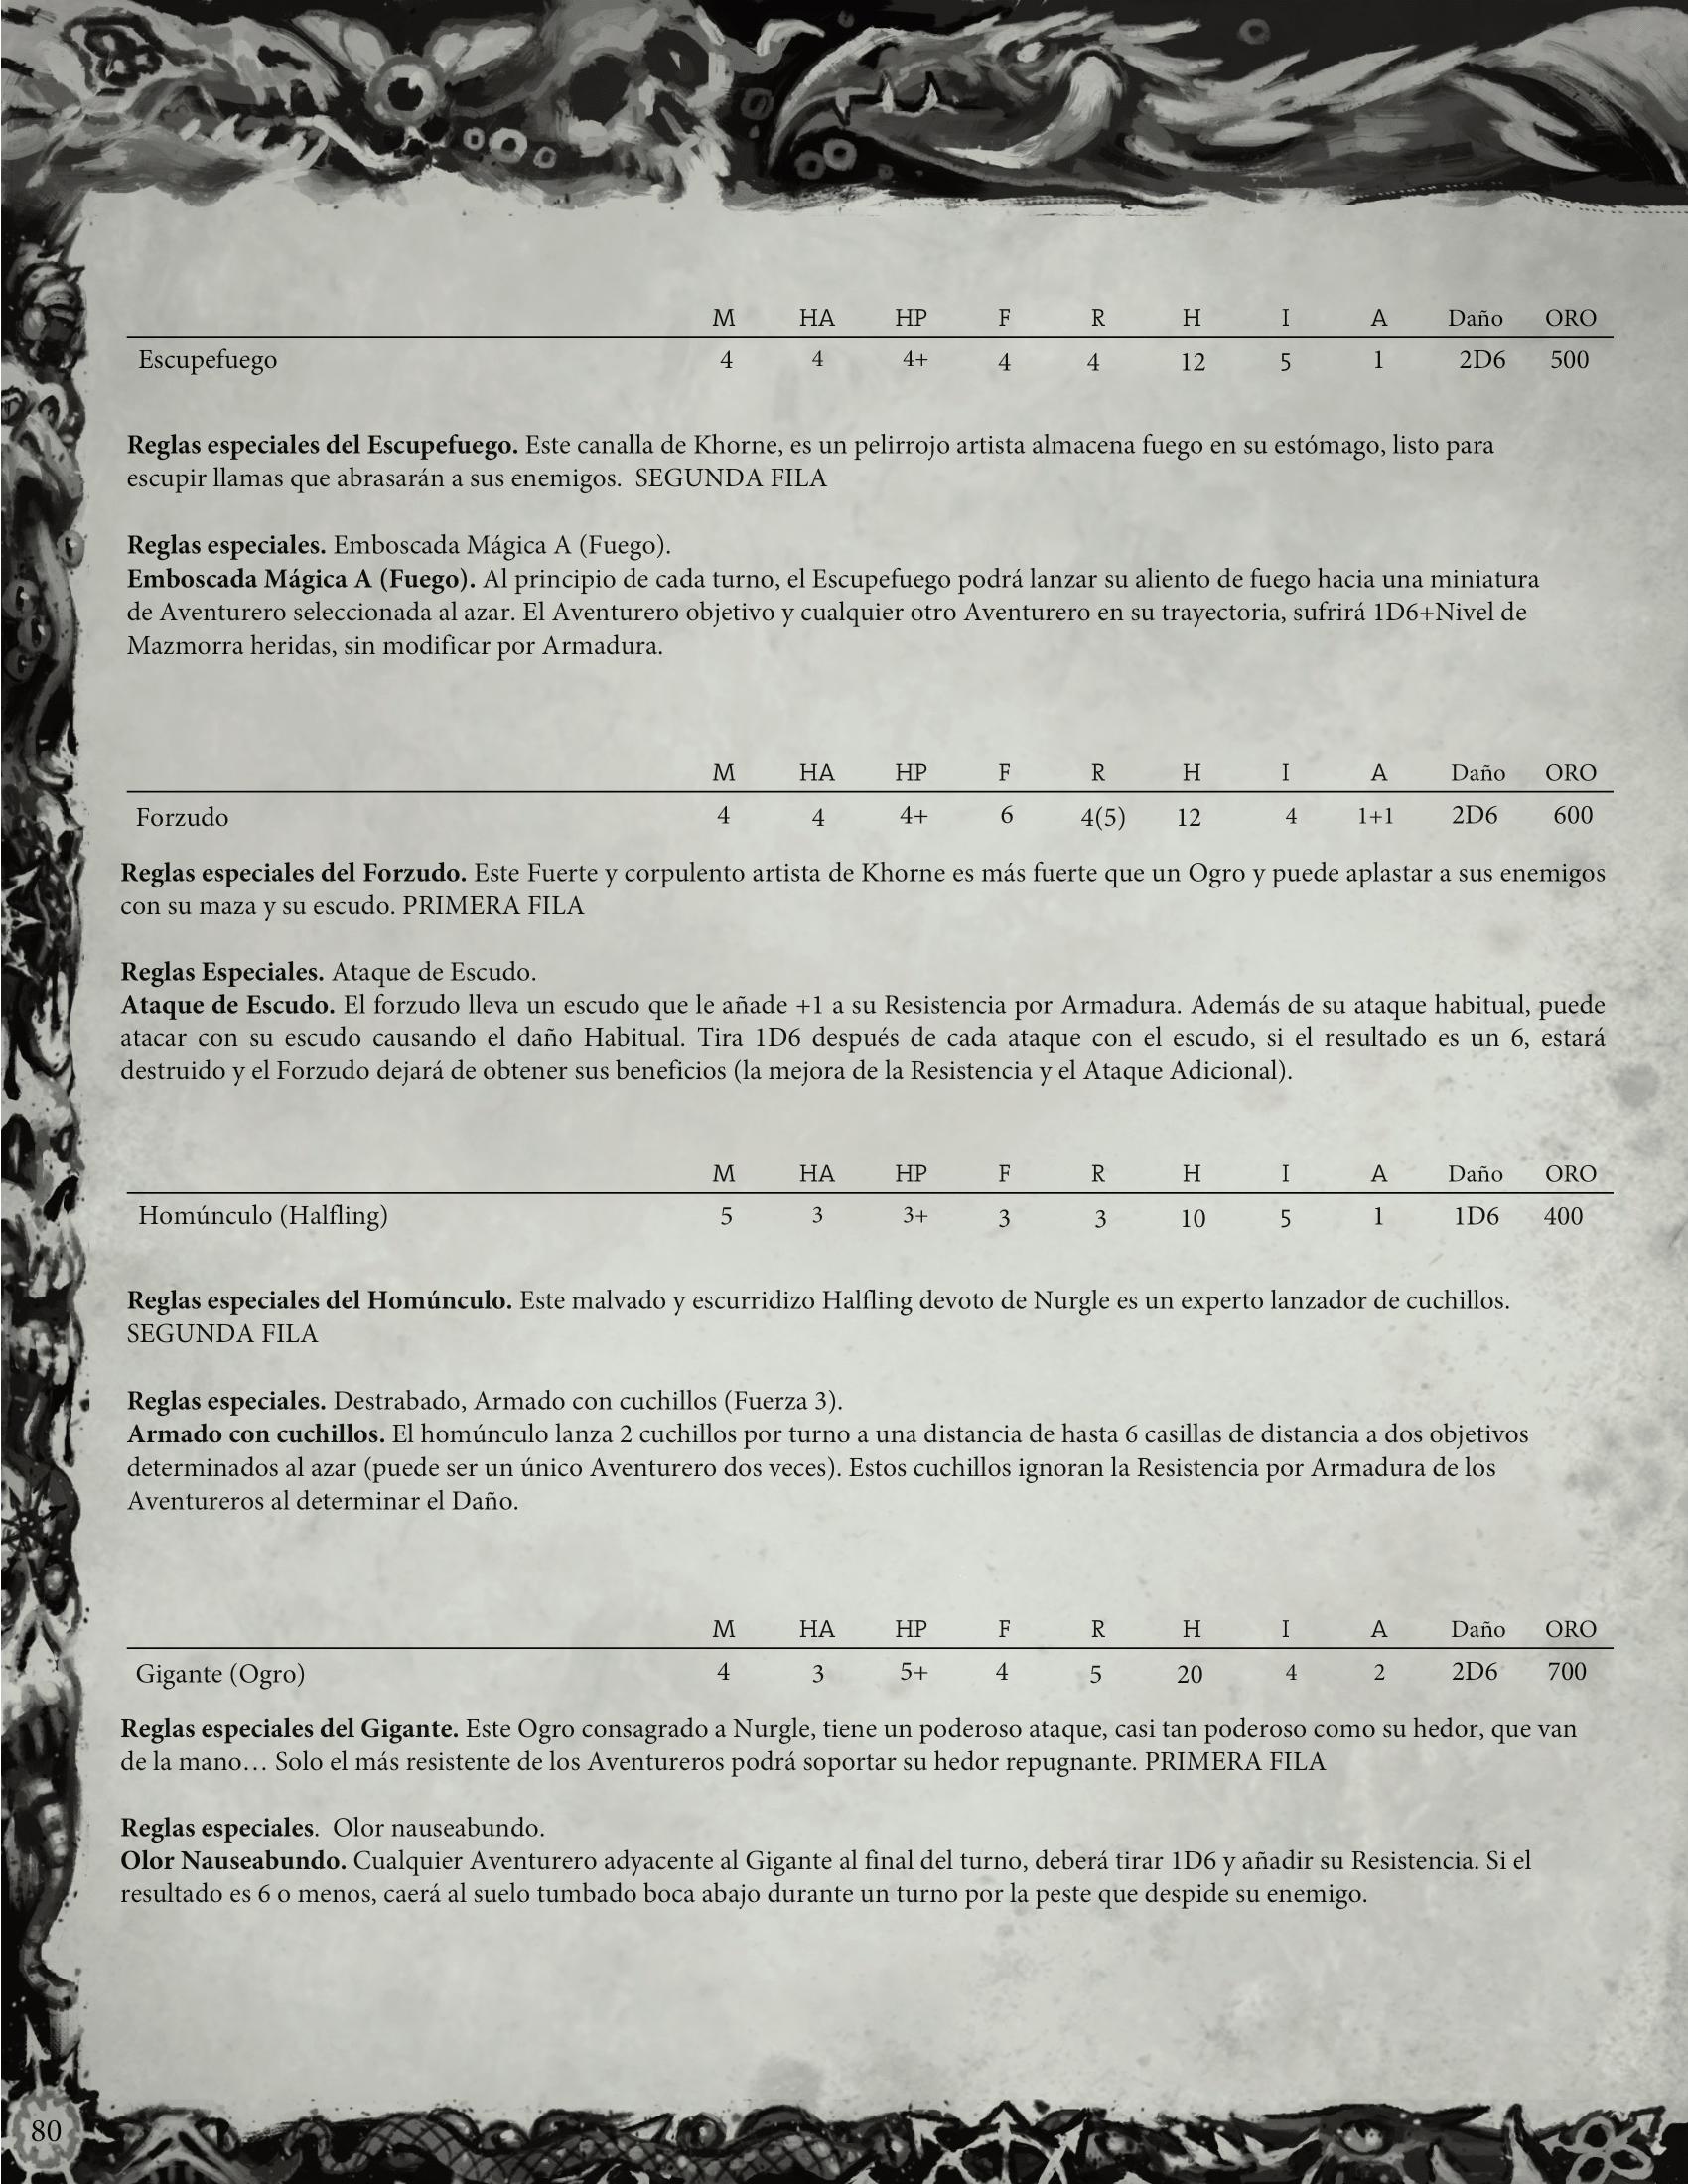 M HA HP F R H I A Daño ORO
Escupefuego 4 4 4+ 4 4 12 5 1 2D6 500
Reglas especiales del Escupefuego. Este canalla de Khorne, es un pelirrojo artista almacena fuego en su estómago, listo para
escupir llamas que abrasarán a sus enemigos. SEGUNDA FILA
Reglas especiales. Emboscada Mágica A (Fuego).
Emboscada Mágica A (Fuego). Al principio de cada turno, el Escupefuego podrá lanzar su aliento de fuego hacia una miniatura
de Aventurero seleccionada al azar. El Aventurero objetivo y cualquier otro Aventurero en su trayectoria, sufrirá 1D6+Nivel de
Mazmorra heridas, sin modificar por Armadura.
M HA HP F R H I A Daño ORO
Forzudo 4 4 4+ 6 4(5) 12 4 1+1 2D6 600
Reglas especiales del Forzudo. Este Fuerte y corpulento artista de Khorne es más fuerte que un Ogro y puede aplastar a sus enemigos
con su maza y su escudo. PRIMERA FILA
Reglas Especiales. Ataque de Escudo.
Ataque de Escudo. El forzudo lleva un escudo que le añade +1 a su Resistencia por Armadura. Además de su ataque habitual, puede
atacar con su escudo causando el daño Habitual. Tira 1D6 después de cada ataque con el escudo, si el resultado es un 6, estará
destruido y el Forzudo dejará de obtener sus beneficios (la mejora de la Resistencia y el Ataque Adicional).
M HA HP F R H I A Daño ORO
Homúnculo (Halfling) 5 3 3+ 3 3 10 5 1 1D6 400
Reglas especiales del Homúnculo. Este malvado y escurridizo Halfling devoto de Nurgle es un experto lanzador de cuchillos.
SEGUNDA FILA
Reglas especiales. Destrabado, Armado con cuchillos (Fuerza 3).
Armado con cuchillos. El homúnculo lanza 2 cuchillos por turno a una distancia de hasta 6 casillas de distancia a dos objetivos
determinados al azar (puede ser un único Aventurero dos veces). Estos cuchillos ignoran la Resistencia por Armadura de los
Aventureros al determinar el Daño.
M HA HP F R H I A Daño ORO
Gigante (Ogro) 4 3 5+ 4 5 20 4 2 2D6 700
Reglas especiales del Gigante. Este Ogro consagrado a Nurgle, tiene un poderoso ataque, casi tan poderoso como su hedor, que van
de la mano… Solo el más resistente de los Aventureros podrá soportar su hedor repugnante. PRIMERA FILA
Reglas especiales. Olor nauseabundo.
Olor Nauseabundo. Cualquier Aventurero adyacente al Gigante al final del turno, deberá tirar 1D6 y añadir su Resistencia. Si el
resultado es 6 o menos, caerá al suelo tumbado boca abajo durante un turno por la peste que despide su enemigo.
80